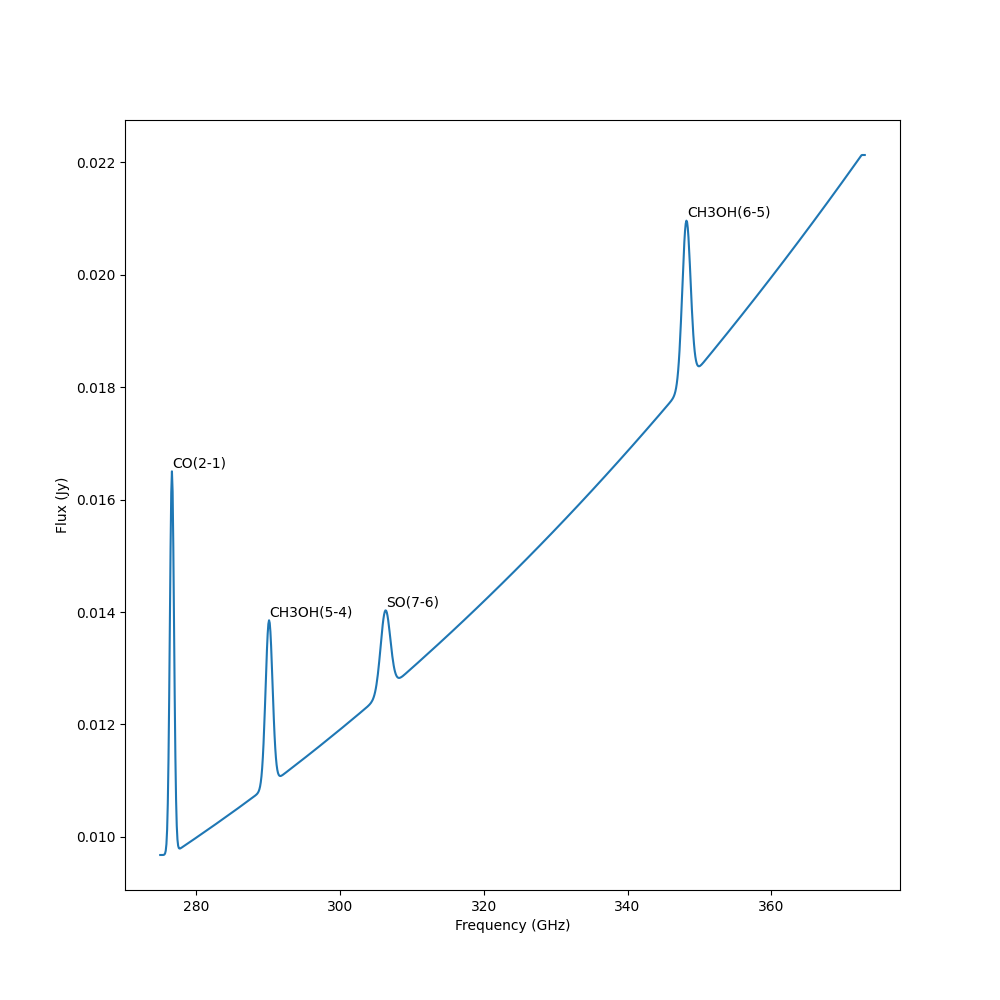 0.022
0.020
0.018
0.016
0.014
0.012
0.010
Flux (Jy)
CO(2-1)
CH3OH(5-4)
SO(7-6)
CH3OH(6-5)
280 300 320 340 360
Frequency (GHz)